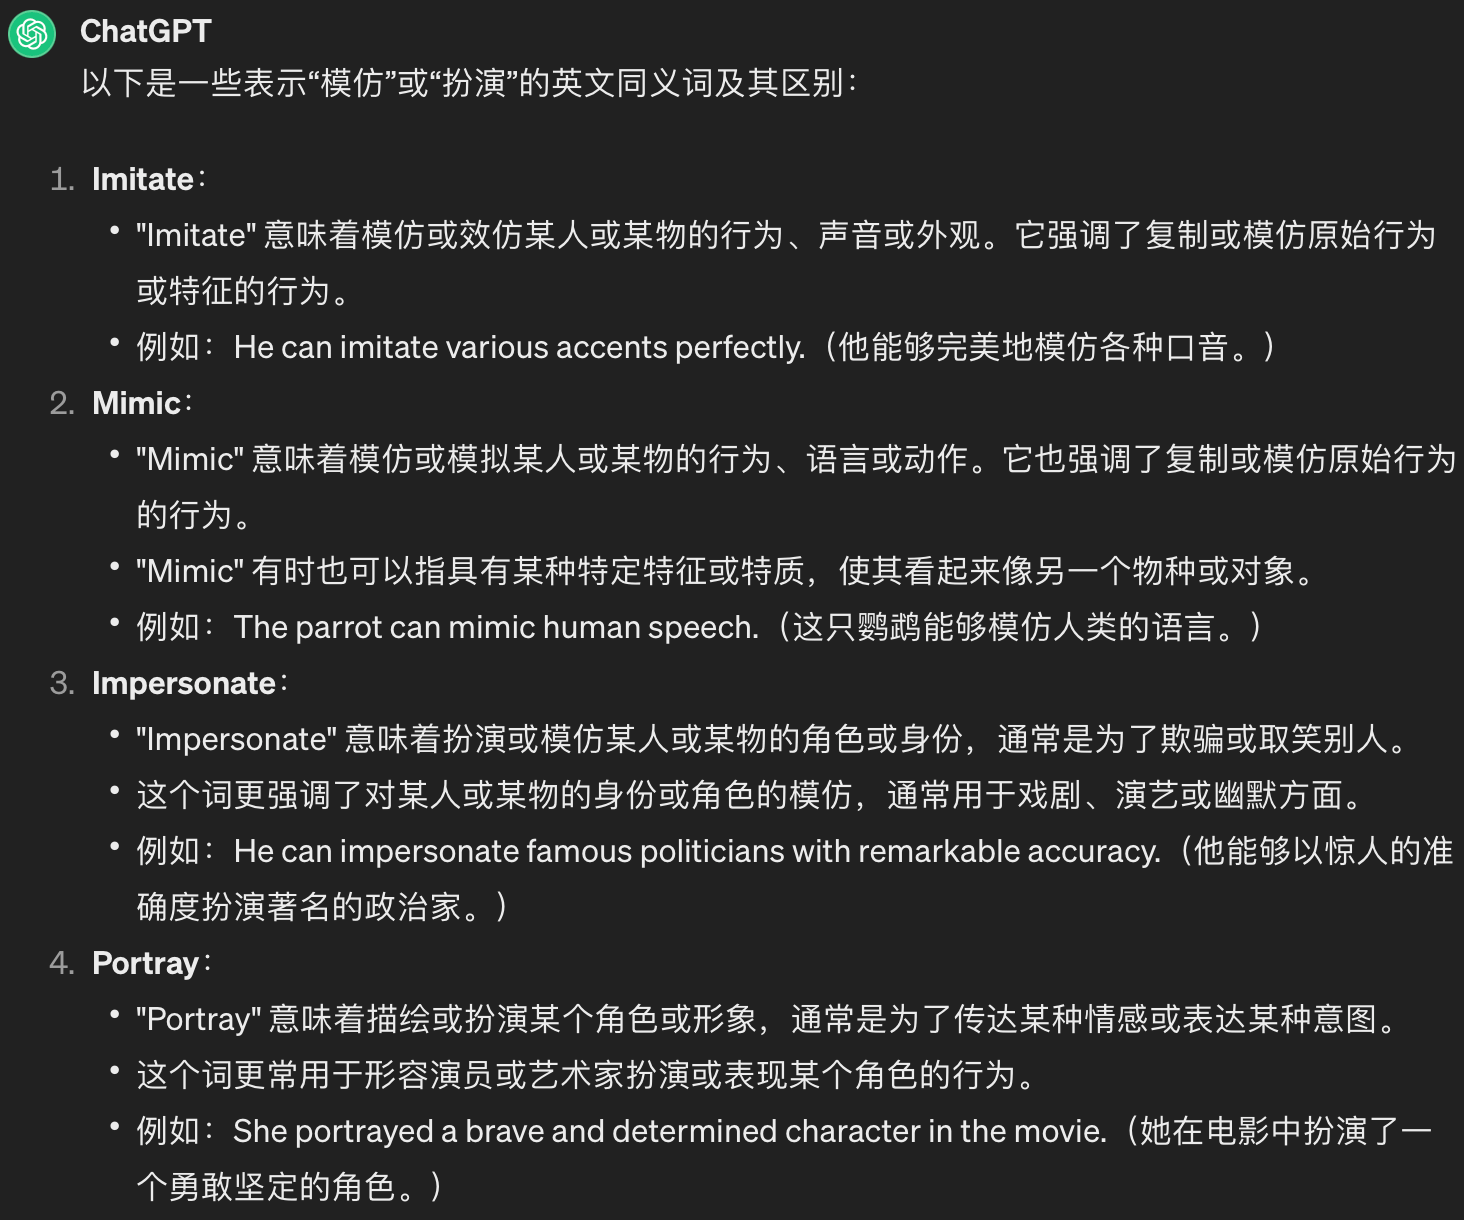 ChatGPT
以下是一些表示“模仿”或“扮演”的英文同义词及其区别：
1. Imitate：
• "Imitate" 意味着模仿或效仿某人或某物的行为、声音或外观。它强调了复制或模仿原始行为
或特征的行为。
• 例如：He can imitate various accents perfectly.（他能够完美地模仿各种口音。）
2. Mimic：
• "Mimic" 意味着模仿或模拟某人或某物的行为、语言或动作。它也强调了复制或模仿原始行为
的行为。
• "Mimic" 有时也可以指具有某种特定特征或特质，使其看起来像另一个物种或对象。
• 例如：The parrot can mimic human speech.（这只鹦鹉能够模仿人类的语言。）
3. Impersonate：
• "Impersonate" 意味着扮演或模仿某人或某物的角色或身份，通常是为了欺骗或取笑别人。
• 这个词更强调了对某人或某物的身份或角色的模仿，通常用于戏剧、演艺或幽默方面。
• 例如：He can impersonate famous politicians with remarkable accuracy.（他能够以惊人的准
确度扮演著名的政治家。）
4. Portray：
• "Portray" 意味着描绘或扮演某个角色或形象，通常是为了传达某种情感或表达某种意图。
• 这个词更常用于形容演员或艺术家扮演或表现某个角色的行为。
• 例如：She portrayed a brave and determined character in the movie.（她在电影中扮演了一
个勇敢坚定的角色。）